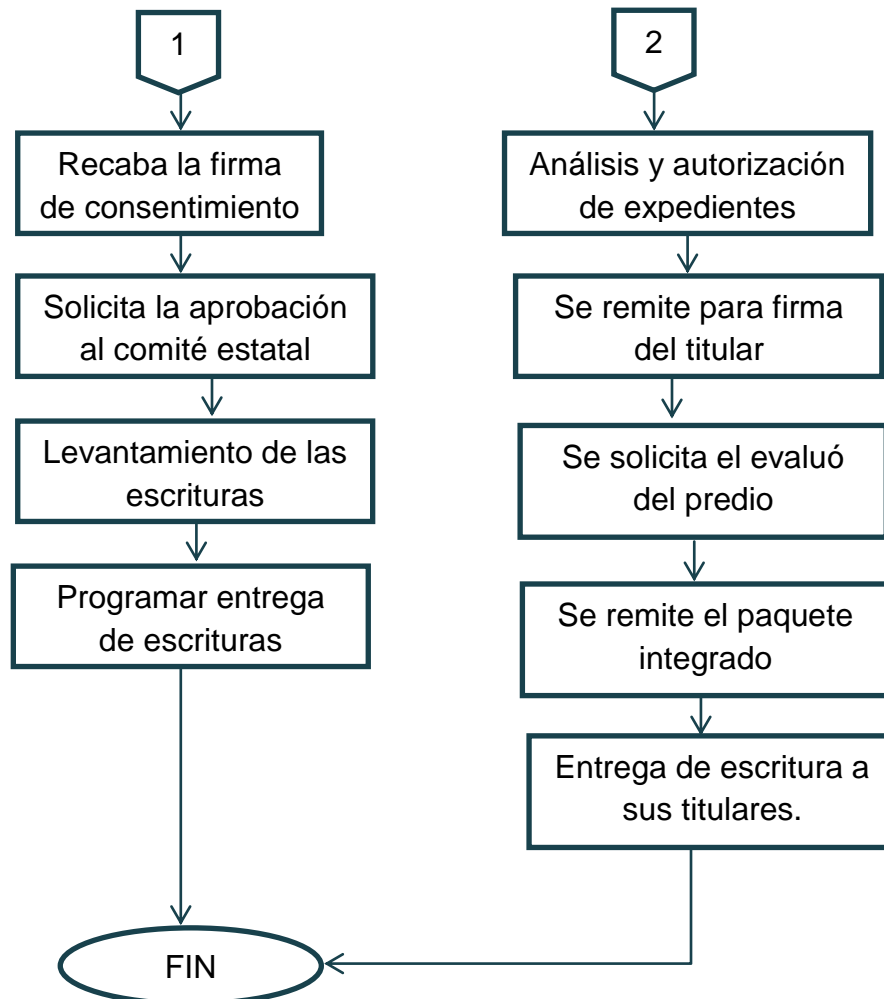 1
Recaba la firma
de consentimiento
Solicita la aprobación
al comité estatal
Levantamiento de las
escrituras
Programar entrega
de escrituras
2
Análisis y autorización
de expedientes
Se remite para firma
del titular
Se solicita el evaluó
del predio
Se remite el paquete
integrado
Entrega de escritura a
sus titulares.
FIN